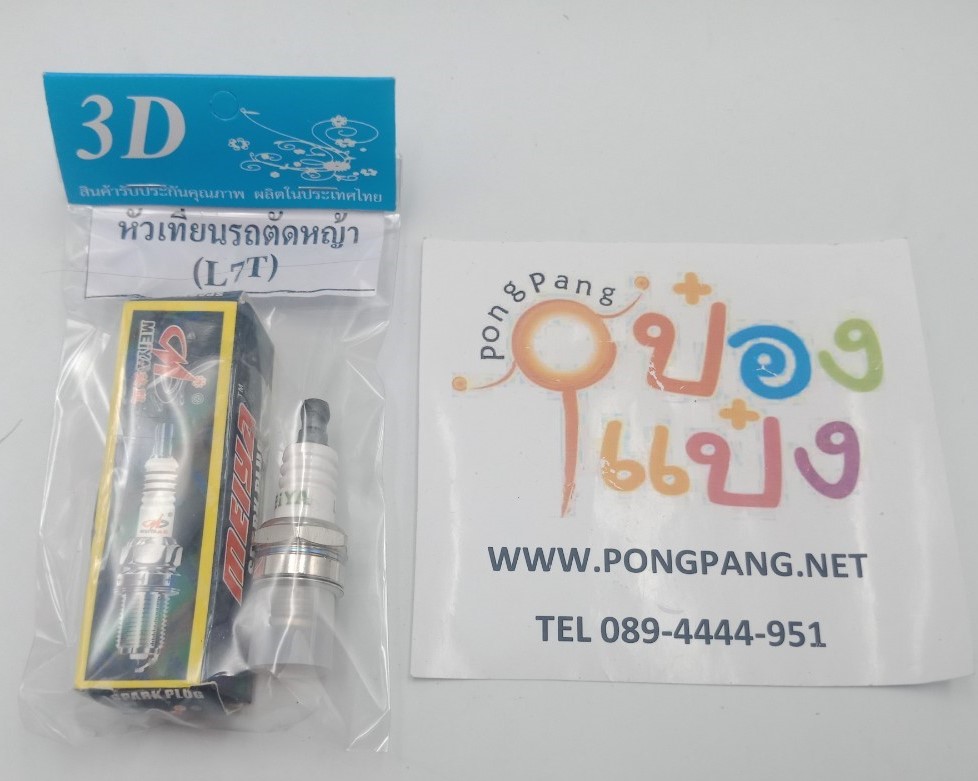 3D
สินค้ารับประกันคุณภาพ ผลิตในประเทศไทย
หัวเทียนรถตัดหญ้า
(L7T)
MEIYA
MEIYA
SPARK PLUG
pongpang
ป๋อง
แป๋ง
WWW.PONGPANG.NET
TEL 089-4444-951